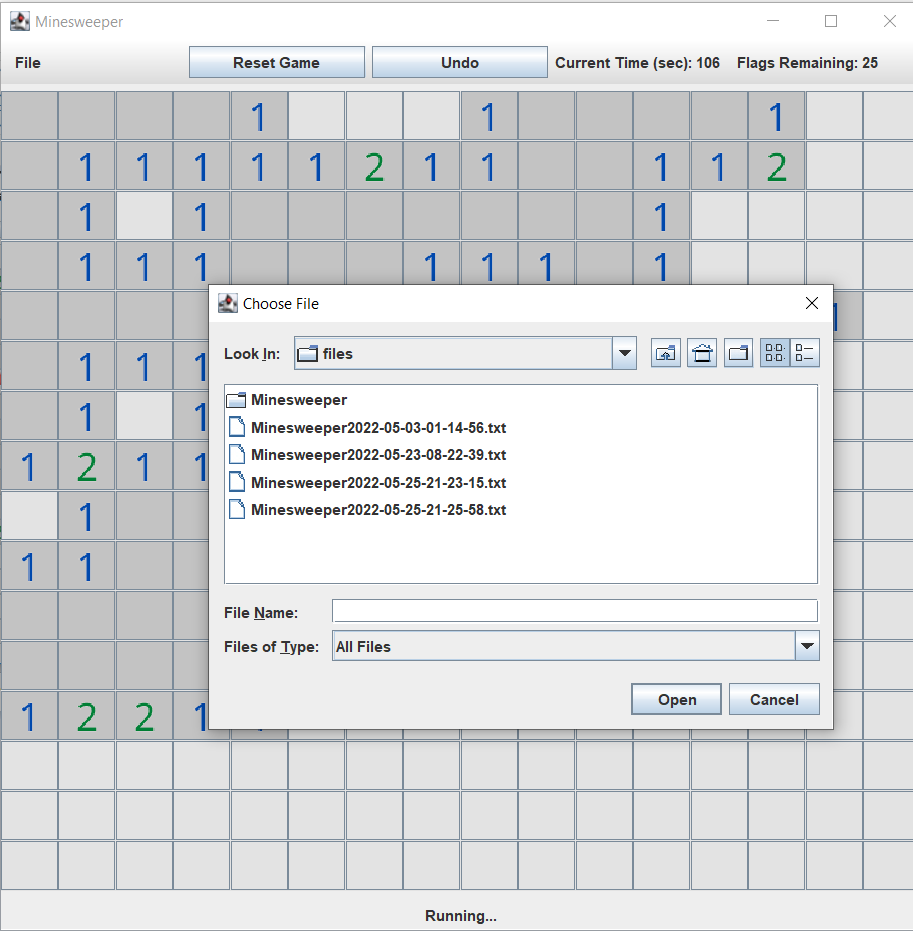 Minesweeper
File Reset Game Undo Current Time (sec): 106 Flags Remaining: 25
1 1 1
1 1 1 1 1 2 1 1 1 1 2
1 1 1
1 1 1 1 1 1 1
Choose File
1
Look In: files
1 1 1
Minesweeper
1 1
Minesweeper2022-05-03-01-14-56.txt
Minesweeper2022-05-23-08-22-39.txt
1 2 1 1
Minesweeper2022-05-25-21-23-15.txt
Minesweeper2022-05-25-21-25-58.txt
1
1 1
File Name:
Files of Type: All Files
Open Cancel
1 2 2 1
Running...